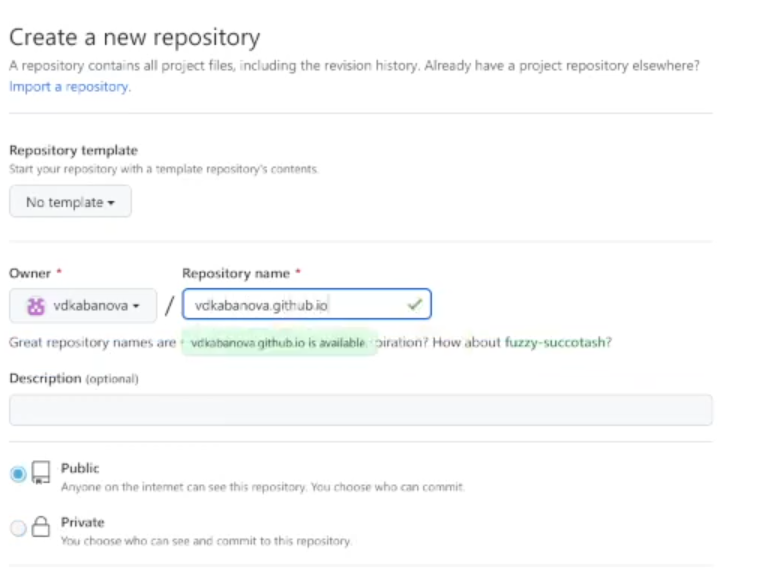 Create a new repository
A repository contains all project files, including the revision history. Already have a project repository elsewhere?
Import a repository.
Repository template
Start your repository with a template repository's contents.
No template
Owner * Repository name *
vdkabanova / vdkabanova.github.io
Great repository names are vdkabanova.github.io is available. piration? How about fuzzy-succotash?
Description (optional)
Public
Anyone on the internet can see this repository. You choose who can commit.
Private
You choose who can see and commit to this repository.